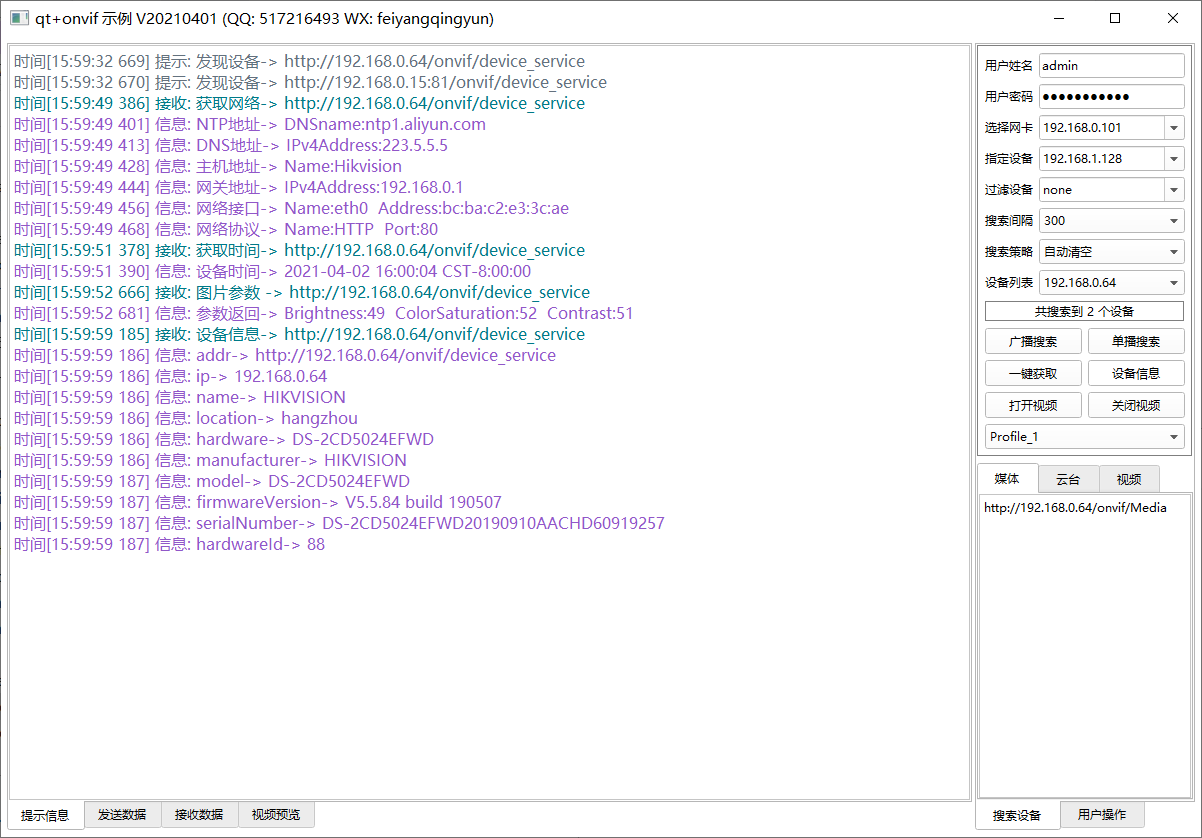 qt+onvif 示例 V20210401 (QQ: 517216493 WX: feiyangqingyun)
时间[15:59:32 669] 提示: 发现设备-> http://192.168.0.64/onvif/device_service
时间[15:59:32 670] 提示: 发现设备-> http://192.168.0.15:81/onvif/device_service
时间[15:59:49 386] 接收: 获取网络-> http://192.168.0.64/onvif/device_service
时间[15:59:49 401] 信息: NTP地址-> DNSname:ntp1.aliyun.com
时间[15:59:49 413] 信息: DNS地址-> IPv4Address:223.5.5.5
时间[15:59:49 428] 信息: 主机地址-> Name:Hikvision
时间[15:59:49 444] 信息: 网关地址-> IPv4Address:192.168.0.1
时间[15:59:49 456] 信息: 网络接口-> Name:eth0  Address:bc:ba:c2:e3:3c:ae
时间[15:59:49 468] 信息: 网络协议-> Name:HTTP  Port:80
时间[15:59:51 378] 接收: 获取时间-> http://192.168.0.64/onvif/device_service
时间[15:59:51 390] 信息: 设备时间-> 2021-04-02 16:00:04 CST-8:00:00
时间[15:59:52 666] 接收: 图片参数 -> http://192.168.0.64/onvif/device_service
时间[15:59:52 681] 信息: 参数返回-> Brightness:49  ColorSaturation:52  Contrast:51
时间[15:59:59 185] 接收: 设备信息-> http://192.168.0.64/onvif/device_service
时间[15:59:59 186] 信息: addr-> http://192.168.0.64/onvif/device_service
时间[15:59:59 186] 信息: ip-> 192.168.0.64
时间[15:59:59 186] 信息: name-> HIKVISION
时间[15:59:59 186] 信息: location-> hangzhou
时间[15:59:59 186] 信息: hardware-> DS-2CD5024EFWD
时间[15:59:59 186] 信息: manufacturer-> HIKVISION
时间[15:59:59 187] 信息: model-> DS-2CD5024EFWD
时间[15:59:59 187] 信息: firmwareVersion-> V5.5.84 build 190507
时间[15:59:59 187] 信息: serialNumber-> DS-2CD5024EFWD20190910AACHD60919257
时间[15:59:59 187] 信息: hardwareId-> 88
提示信息 发送数据 接收数据 视频预览
用户姓名 admin
用户密码 ●●●●●●●●●●●
选择网卡 192.168.0.101
指定设备 192.168.1.128
过滤设备 none
搜索间隔 300
搜索策略 自动清空
设备列表 192.168.0.64
共搜索到 2 个设备
广播搜索 单播搜索
一键获取 设备信息
打开视频 关闭视频
Profile_1
媒体 云台 视频
http://192.168.0.64/onvif/Media
搜索设备 用户操作